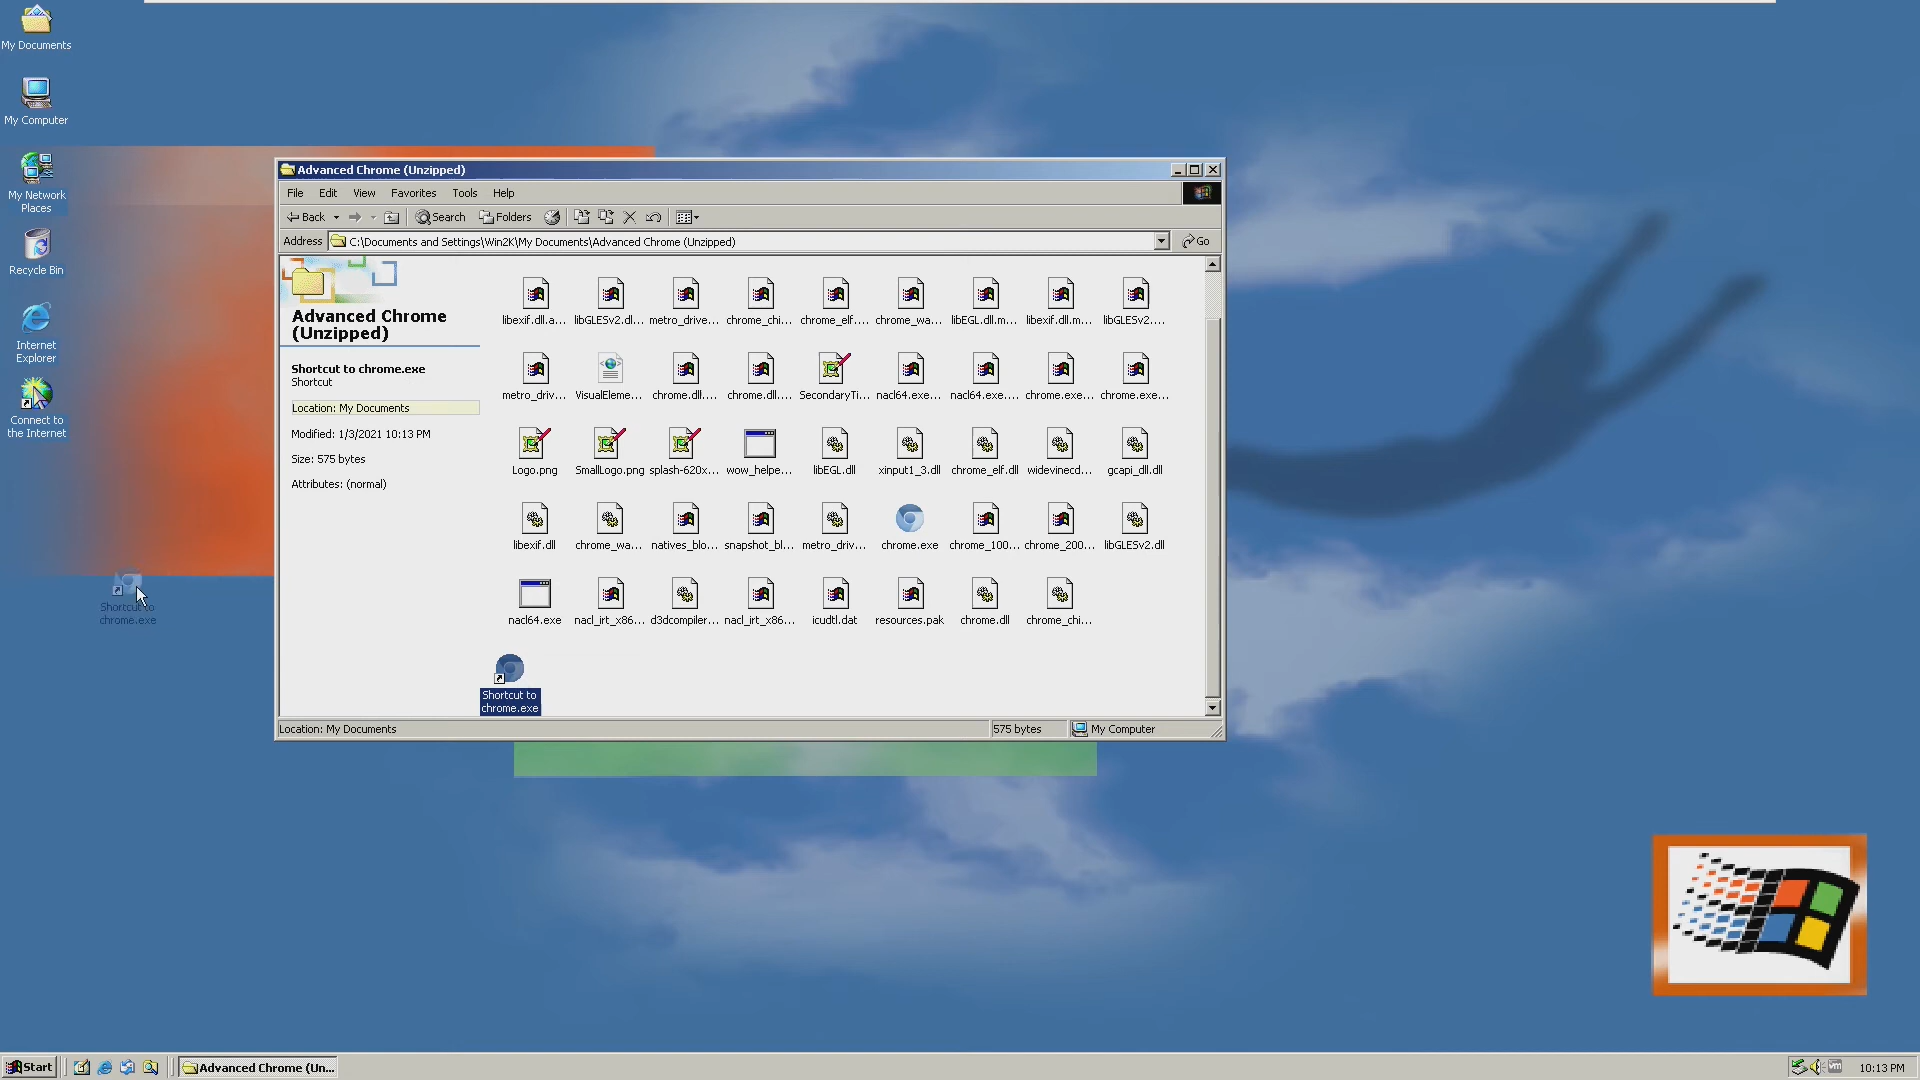 My Documents
My Computer
My Network
Places
Recycle Bin
Internet
Explorer
Connect to
the Internet
Shortcut to
chrome.exe
Advanced Chrome (Unzipped)
File Edit View Favorites Tools Help
Back Search Folders
Address C:\Documents and Settings\Win2K\My Documents\Advanced Chrome (Unzipped) Go
Advanced Chrome
(Unzipped)
Shortcut to chrome.exe
Shortcut
Location: My Documents
Modified: 1/3/2021 10:13 PM
Size: 575 bytes
Attributes: (normal)
libexif.dll.a... libGLESv2.dl... metro_drive... chrome_chi... chrome_elf.... chrome_wa... libEGL.dll.m... libexif.dll.m... libGLESv2....
metro_driv... VisualEleme... chrome.dll.... chrome.dll.... SecondaryTi... nacl64.exe... nacl64.exe.... chrome.exe... chrome.exe...
Logo.png SmallLogo.png splash-620x... wow_helpe... libEGL.dll xinput1_3.dll chrome_elf.dll widevinecd... gcapi_dll.dll
libexif.dll chrome_wa... natives_blo... snapshot_bl... metro_driv... chrome.exe chrome_100... chrome_200... libGLESv2.dll
nacl64.exe nacl_irt_x86... d3dcompiler... nacl_irt_x86... icudtl.dat resources.pak chrome.dll chrome_chi...
Shortcut to
chrome.exe
Location: My Documents 575 bytes My Computer
Start Advanced Chrome (Un... 10:13 PM